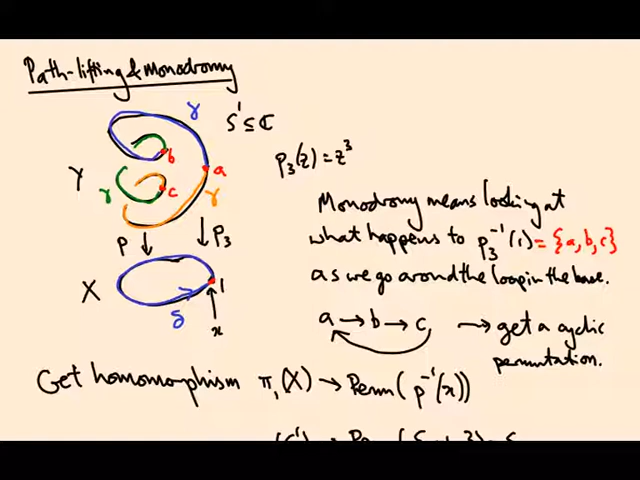 Path-lifting & Monodromy
γ
S¹ ⊆ ℂ
p₃(z) = z³
b
a
Y
γ
c
γ
Monodromy means looking at
what happens to p₃⁻¹(1) = {a, b, c}
as we go around the loop in the base.
p
p₃
X
1
δ
x
a → b → c
→ get a cyclic
permutation.
Get homomorphism π₁(X) → Perm(p⁻¹(x))